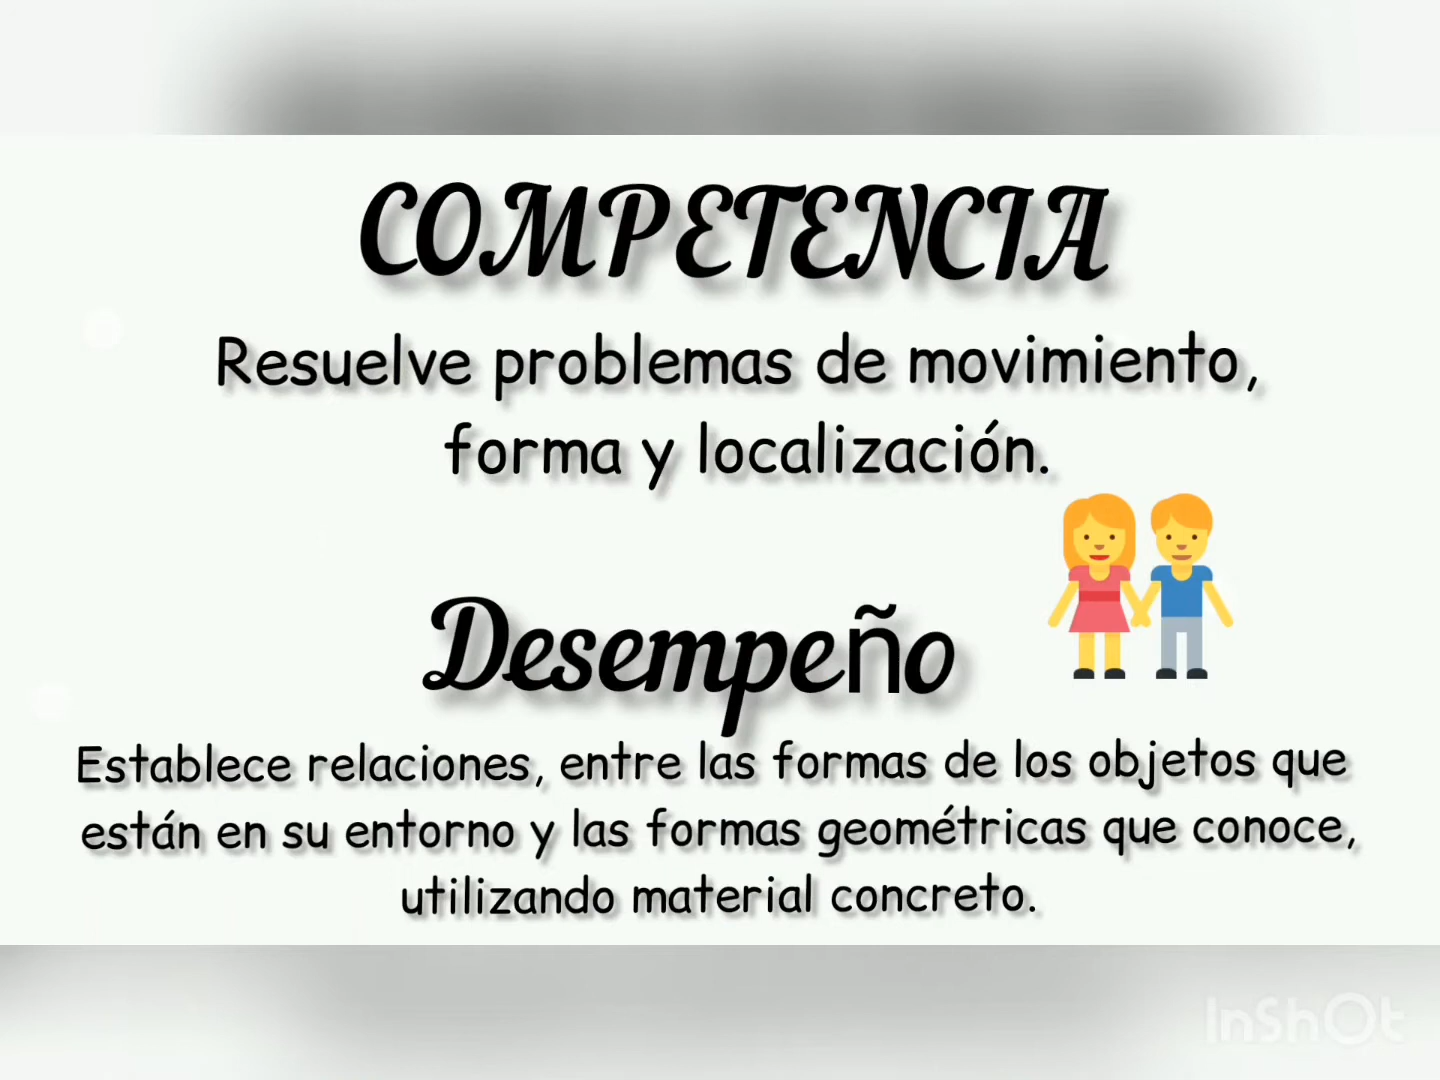 COMPETENCIA
Resuelve problemas de movimiento,
forma y localización.
Desempeño
Establece relaciones, entre las formas de los objetos que
están en su entorno y las formas geométricas que conoce,
utilizando material concreto.
InShOt